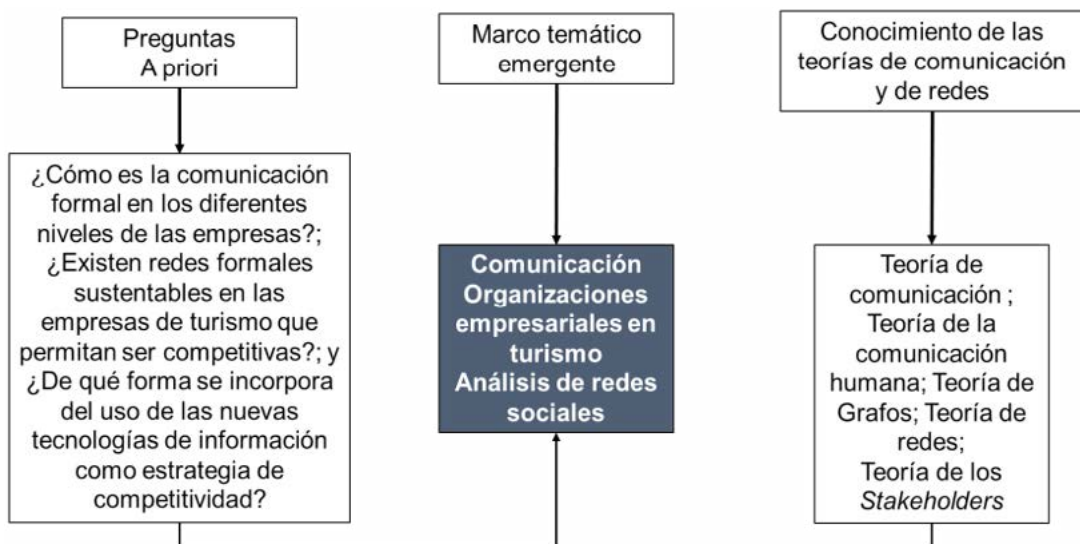 Preguntas
A priori
¿Cómo es la comunicación
formal en los diferentes
niveles de las empresas?;
¿Existen redes formales
sustentables en las
empresas de turismo que
permitan ser competitivas?; y
¿De qué forma se incorpora
del uso de las nuevas
tecnologías de información
como estrategia de
competitividad?
Marco temático
emergente
Comunicación
Organizaciones
empresariales en
turismo
Análisis de redes
sociales
Conocimiento de las
teorías de comunicación
y de redes
Teoría de
comunicación ;
Teoría de la
comunicación
humana; Teoría de
Grafos; Teoría de
redes;
Teoría de los
Stakeholders